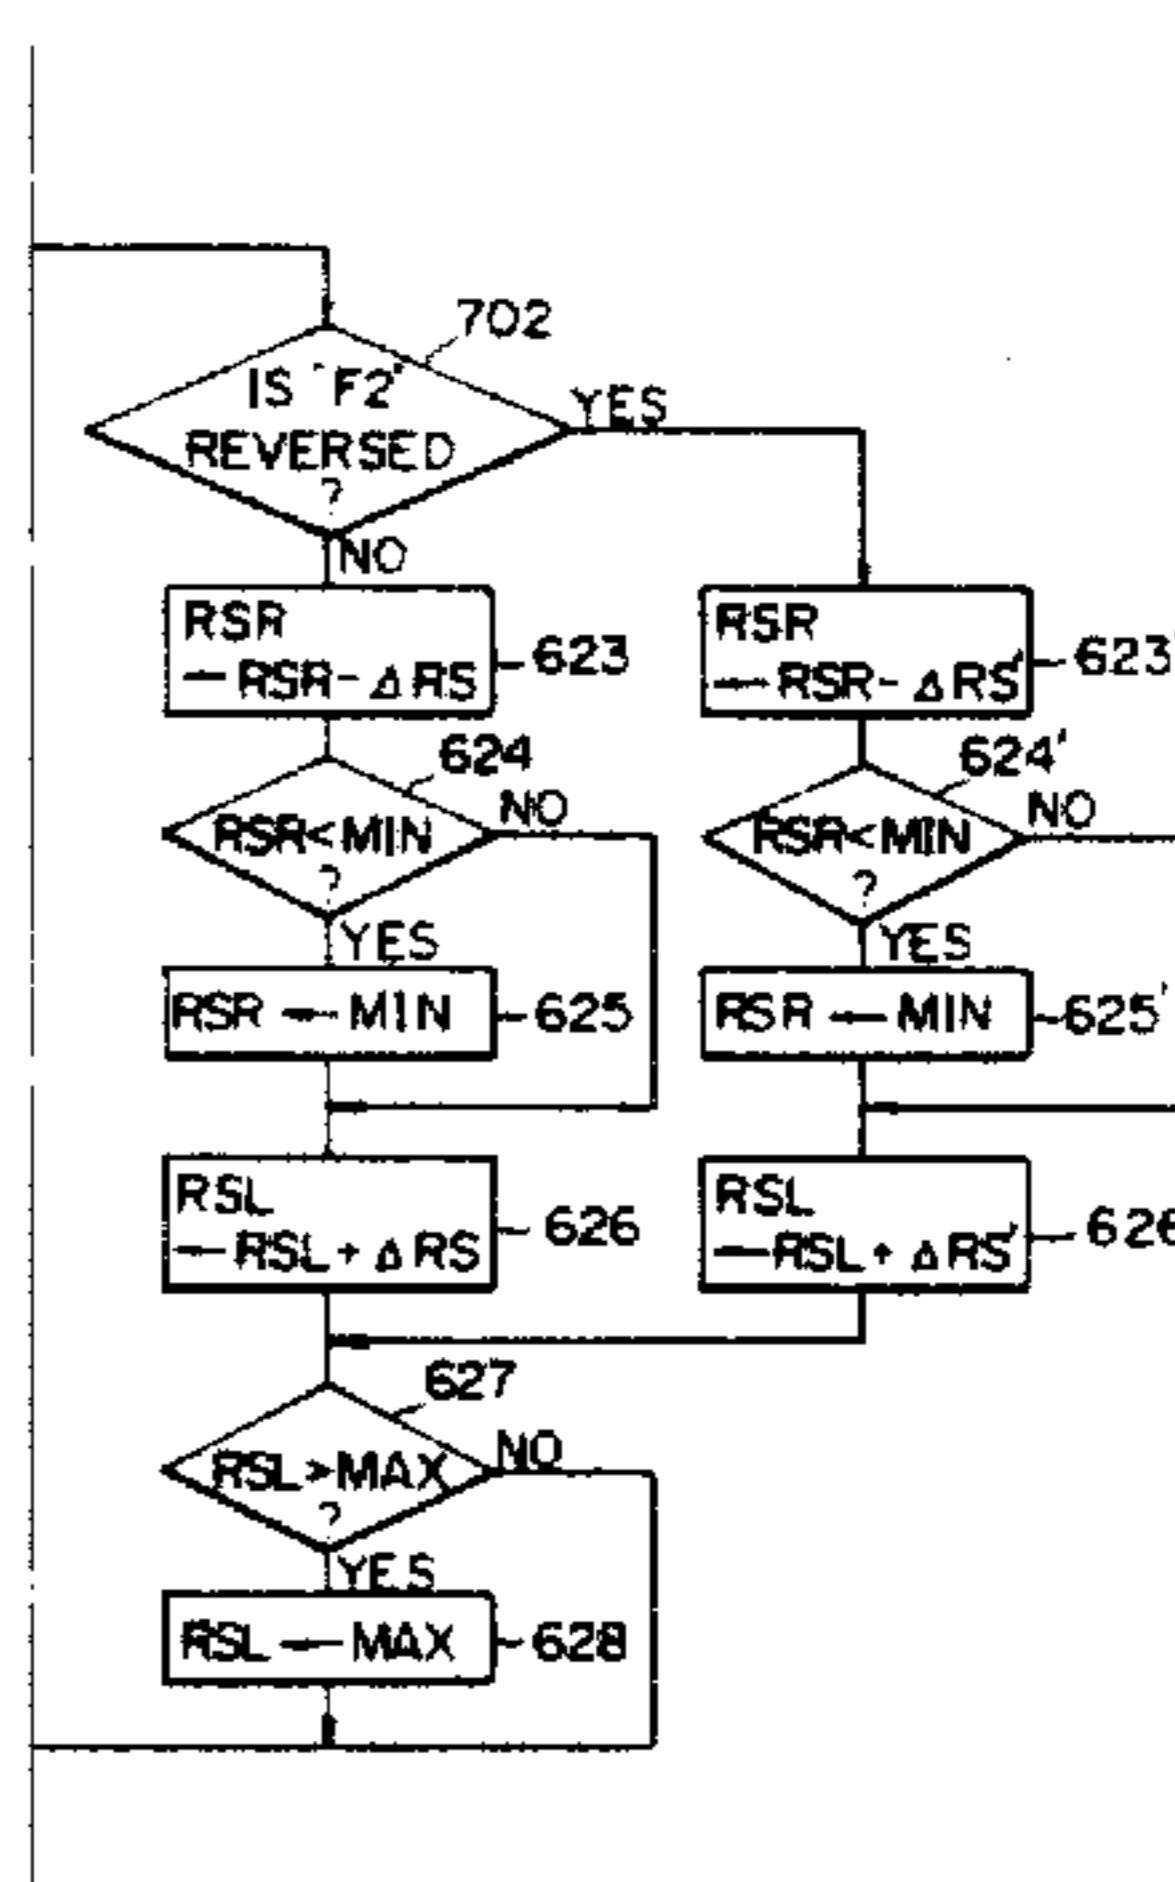 702
IS "F2"
REVERSED
?
YES
NO
RSR
←RSR-ΔRS
623
RSR
←RSR-ΔRS'
623'
624
RSR<MIN
?
NO
YES
624'
RSR<MIN
?
NO
YES
RSR←MIN
625
RSR←MIN
625'
RSL
←RSL+ΔRS
626
RSL
←RSL+ΔRS'
626
627
RSL>MAX
?
NO
YES
RSL←MAX
628